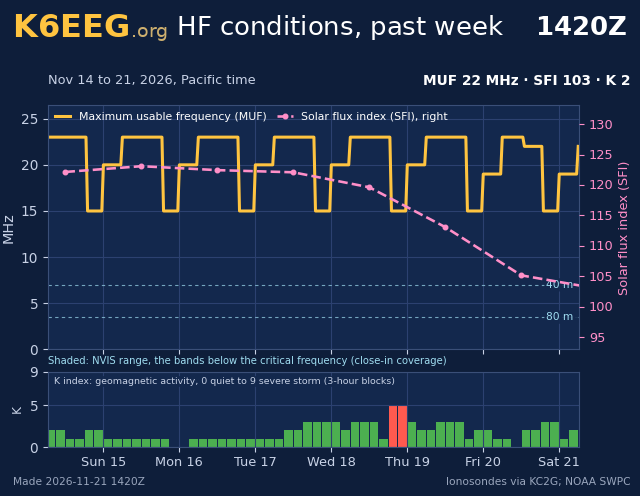 K6EEG.org HF conditions, past week 1420Z
Nov 14 to 21, 2026, Pacific time MUF 22 MHz · SFI 103 · K 2
Maximum usable frequency (MUF) Solar flux index (SFI), right
25
20
15
10
5
0
MHz
130
125
120
115
110
105
100
95
Solar flux index (SFI)
40 m
80 m
Shaded: NVIS range, the bands below the critical frequency (close-in coverage)
K index: geomagnetic activity, 0 quiet to 9 severe storm (3-hour blocks)
9
5
0
K
Sun 15 Mon 16 Tue 17 Wed 18 Thu 19 Fri 20 Sat 21
Made 2026-11-21 1420Z Ionosondes via KC2G; NOAA SWPC